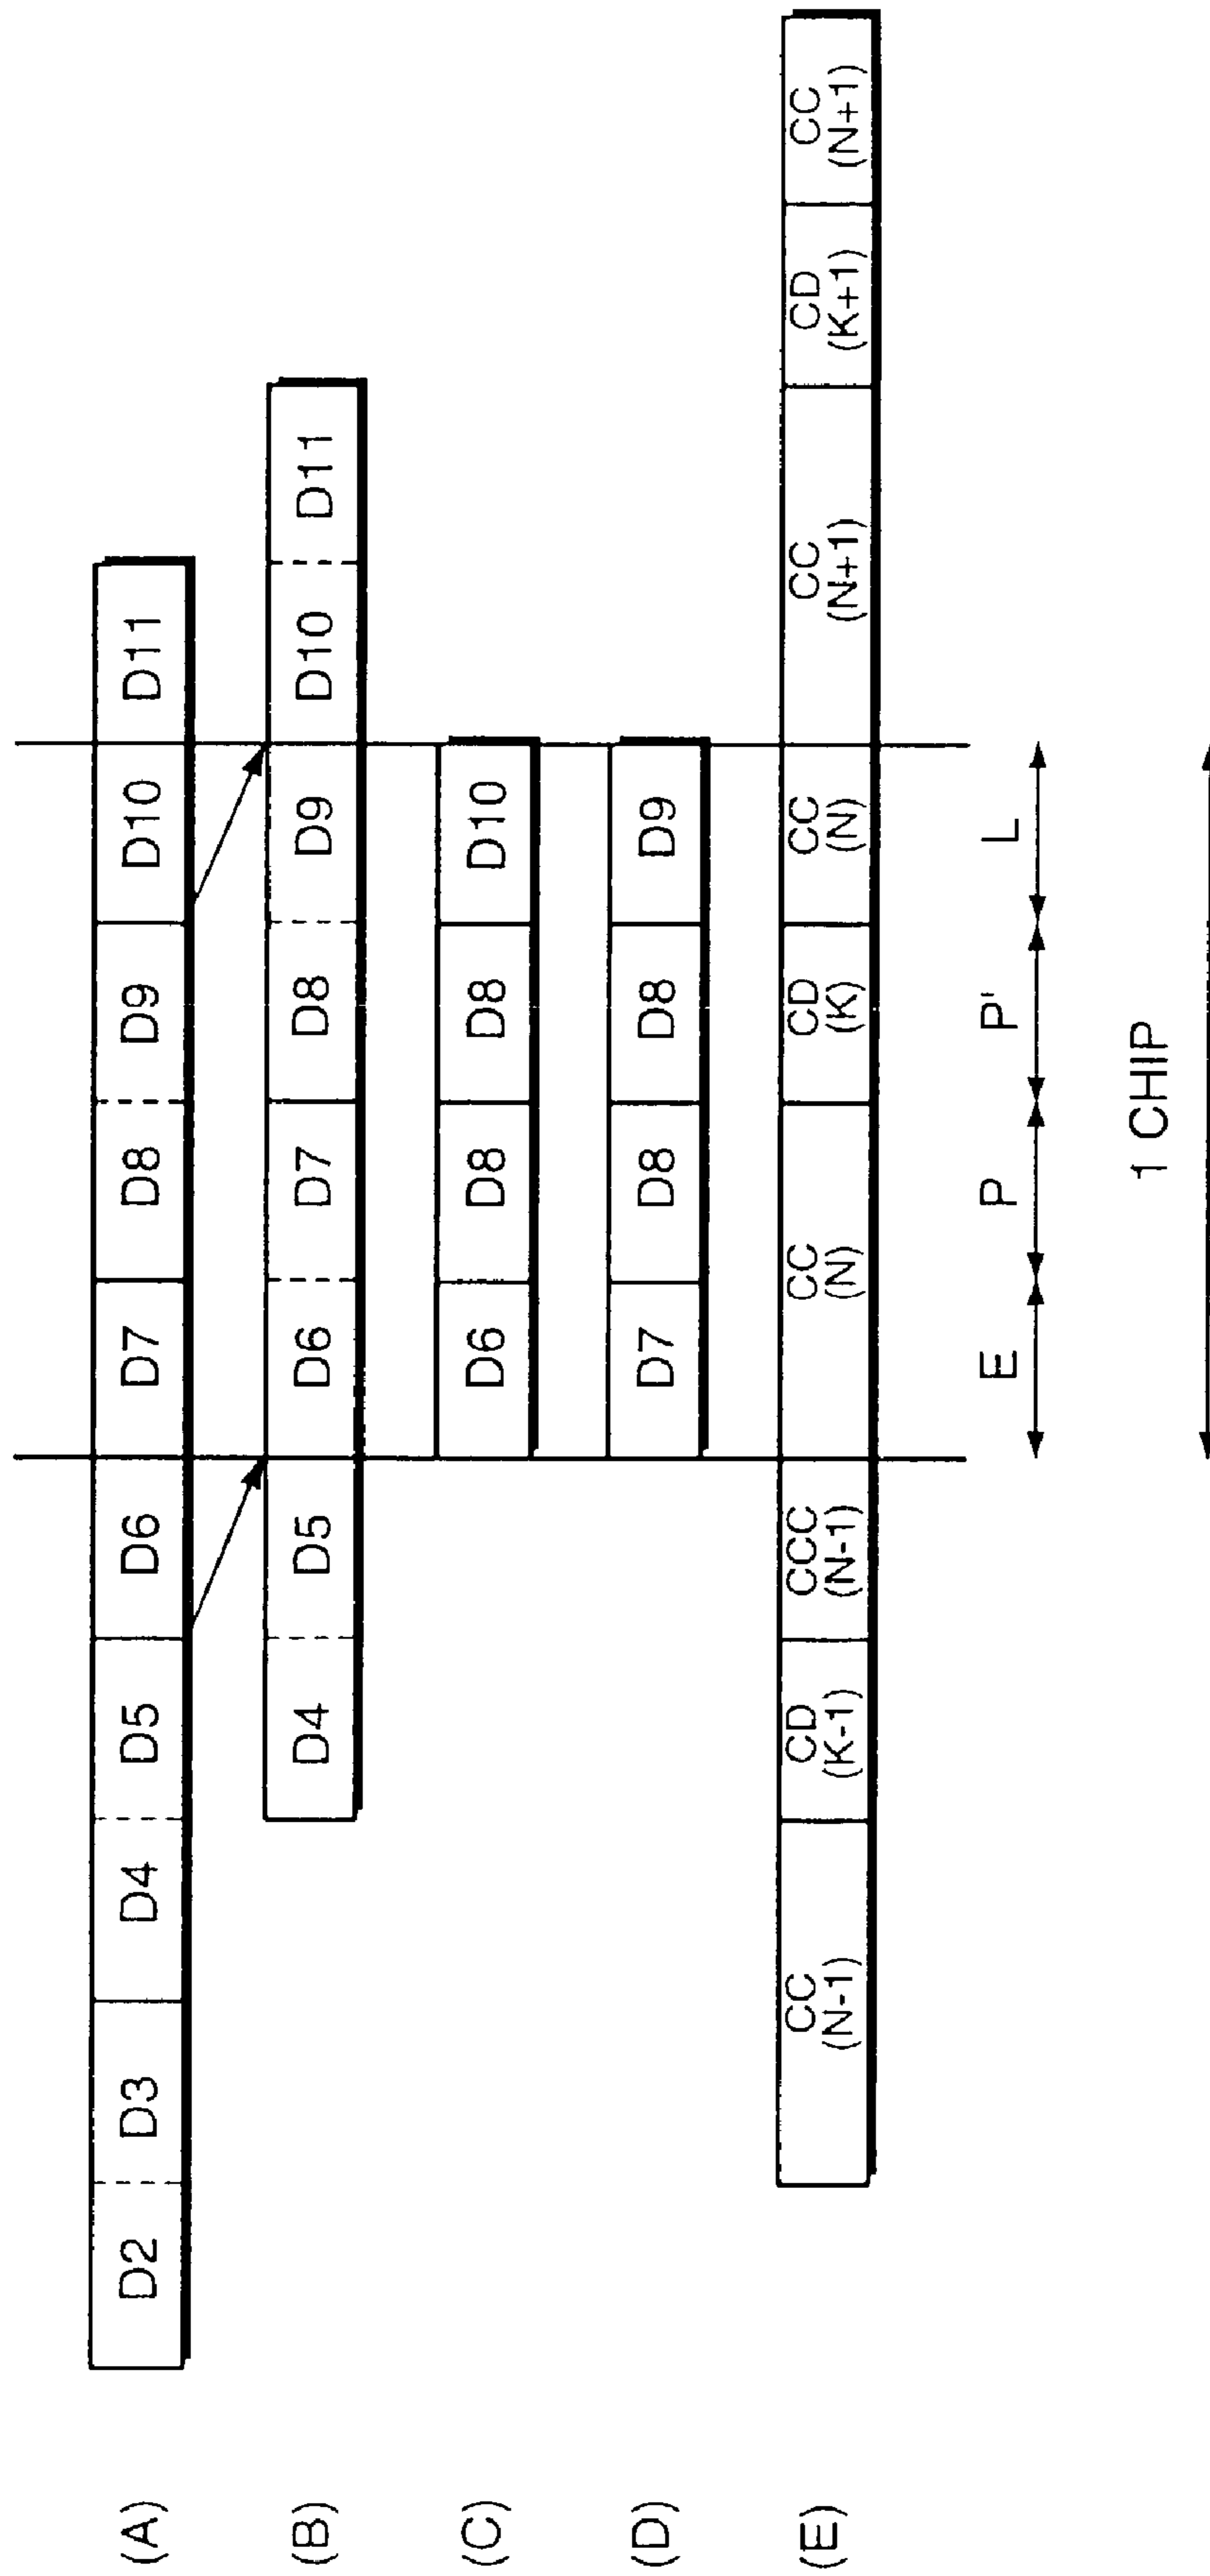 (A) D2 D3 D4 D5 D6 D7 D8 D9 D10 D11
(B) D4 D5 D6 D7 D8 D9 D10 D11
(C) D6 D8 D8 D10
(D) D7 D8 D8 D9
(E) CC CD CCC CC CD CC CC CD CC
(N-1) (K-1) (N-1) (N) (K) (N) (N+1) (K+1) (N+1)
E P P' L
1 CHIP